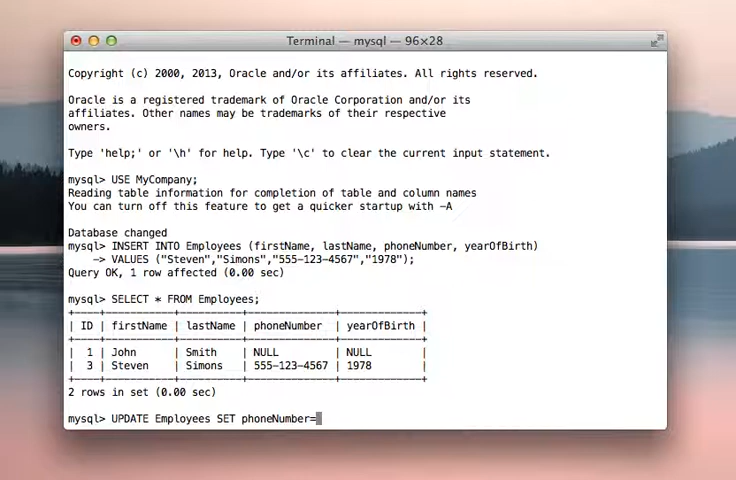 Terminal — mysql — 96×28
Copyright (c) 2000, 2013, Oracle and/or its affiliates. All rights reserved.
Oracle is a registered trademark of Oracle Corporation and/or its
affiliates. Other names may be trademarks of their respective
owners.
Type 'help;' or '\h' for help. Type '\c' to clear the current input statement.
mysql> USE MyCompany;
Reading table information for completion of table and column names
You can turn off this feature to get a quicker startup with -A
Database changed
mysql> INSERT INTO Employees (firstName, lastName, phoneNumber, yearOfBirth)
    -> VALUES ("Steven","Simons","555-123-4567","1978");
Query OK, 1 row affected (0.00 sec)
mysql> SELECT * FROM Employees;
+----+-----------+----------+--------------+-------------+
| ID | firstName | lastName | phoneNumber  | yearOfBirth |
+----+-----------+----------+--------------+-------------+
|  1 | John      | Smith    | NULL         | NULL        |
|  3 | Steven    | Simons   | 555-123-4567 | 1978        |
+----+-----------+----------+--------------+-------------+
2 rows in set (0.00 sec)
mysql> UPDATE Employees SET phoneNumber=